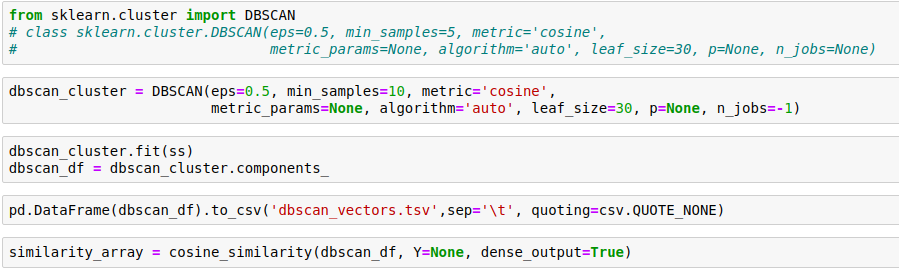 from sklearn.cluster import DBSCAN
# class sklearn.cluster.DBSCAN(eps=0.5, min_samples=5, metric='cosine',
#                              metric_params=None, algorithm='auto', leaf_size=30, p=None, n_jobs=None)
dbscan_cluster = DBSCAN(eps=0.5, min_samples=10, metric='cosine',
                        metric_params=None, algorithm='auto', leaf_size=30, p=None, n_jobs=-1)
dbscan_cluster.fit(ss)
dbscan_df = dbscan_cluster.components_
pd.DataFrame(dbscan_df).to_csv('dbscan_vectors.tsv',sep='\t', quoting=csv.QUOTE_NONE)
similarity_array = cosine_similarity(dbscan_df, Y=None, dense_output=True)